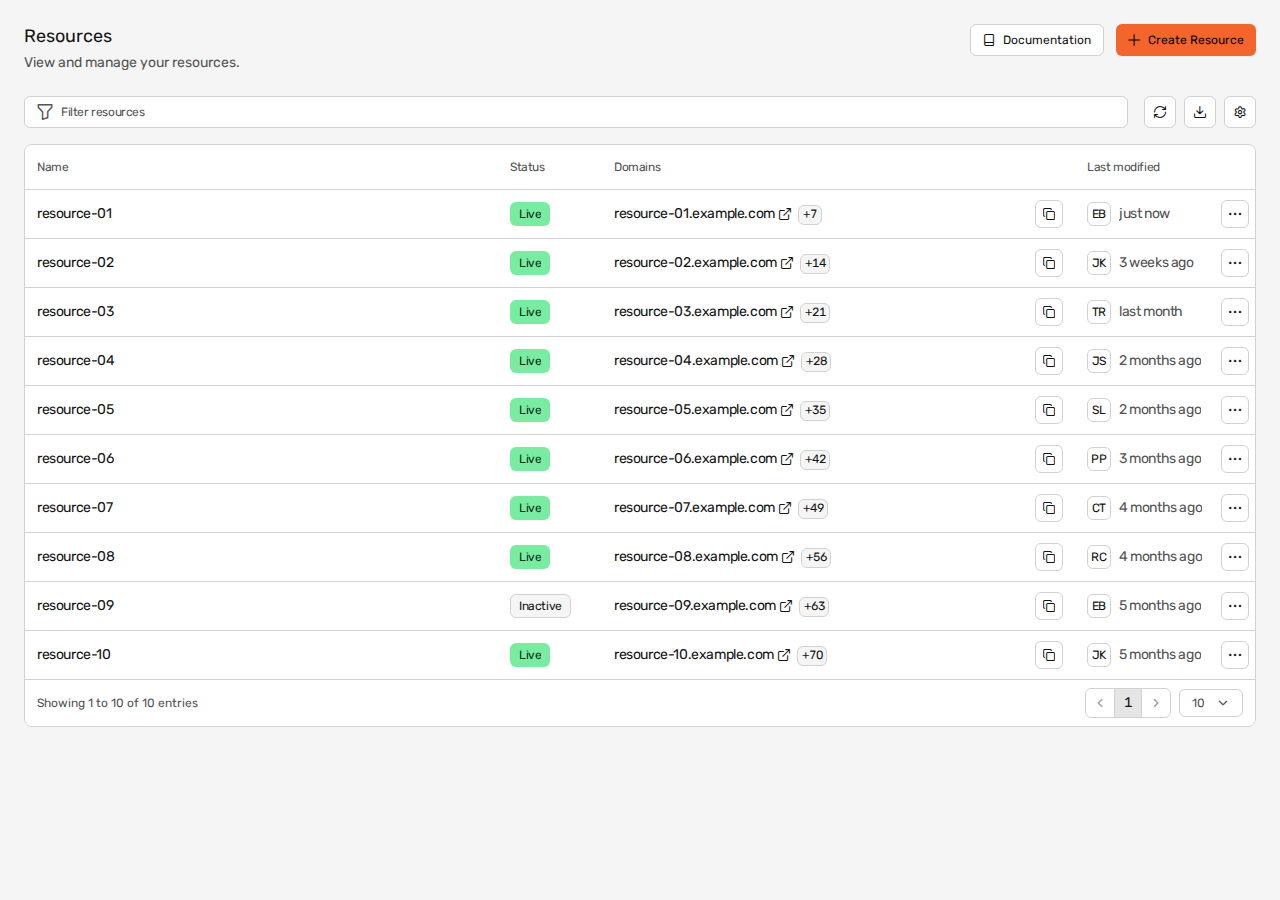 Resources
View and manage your resources.
Documentation
Create Resource
Filter resources
Name Status Domains Last modified
resource-01 Live resource-01.example.com +7 EB just now
resource-02 Live resource-02.example.com +14 JK 3 weeks ago
resource-03 Live resource-03.example.com +21 TR last month
resource-04 Live resource-04.example.com +28 JS 2 months ago
resource-05 Live resource-05.example.com +35 SL 2 months ago
resource-06 Live resource-06.example.com +42 PP 3 months ago
resource-07 Live resource-07.example.com +49 CT 4 months ago
resource-08 Live resource-08.example.com +56 RC 4 months ago
resource-09 Inactive resource-09.example.com +63 EB 5 months ago
resource-10 Live resource-10.example.com +70 JK 5 months ago
Showing 1 to 10 of 10 entries 1 10